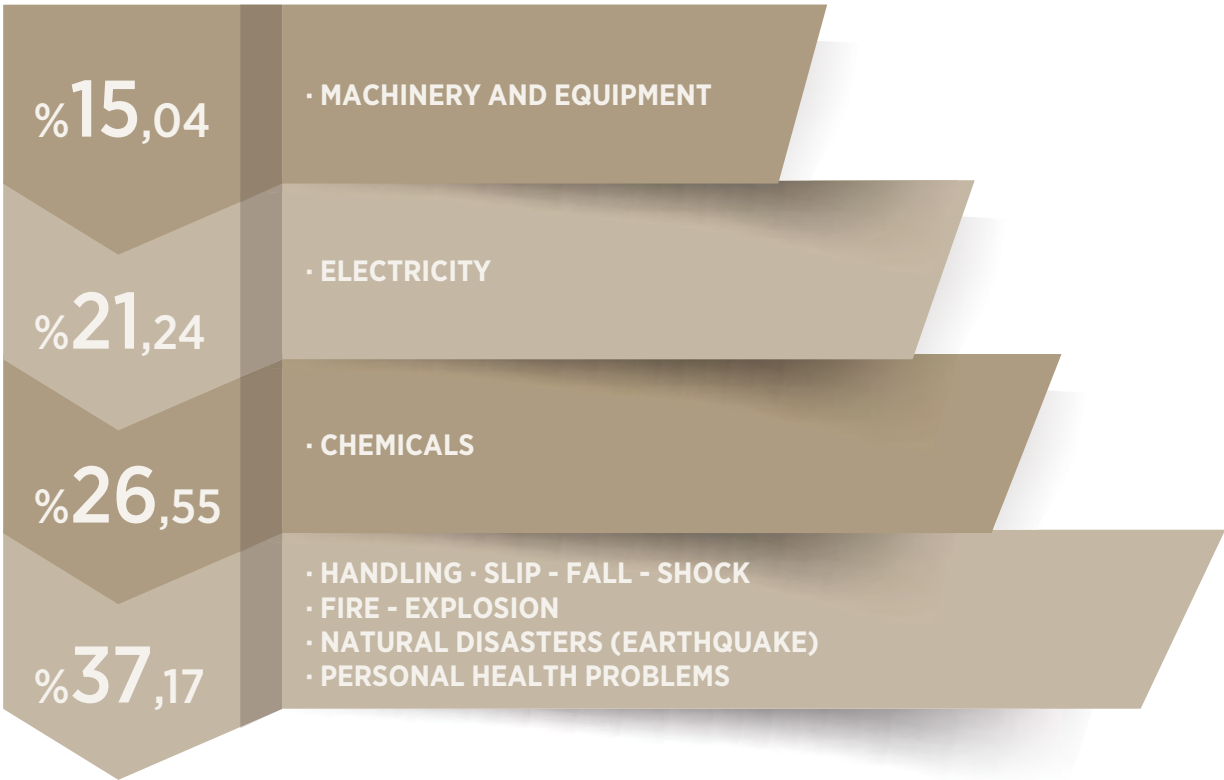 %15,04
· MACHINERY AND EQUIPMENT
%21,24
· ELECTRICITY
%26,55
· CHEMICALS
%37,17
· HANDLING · SLIP - FALL - SHOCK
· FIRE - EXPLOSION
· NATURAL DISASTERS (EARTHQUAKE)
· PERSONAL HEALTH PROBLEMS